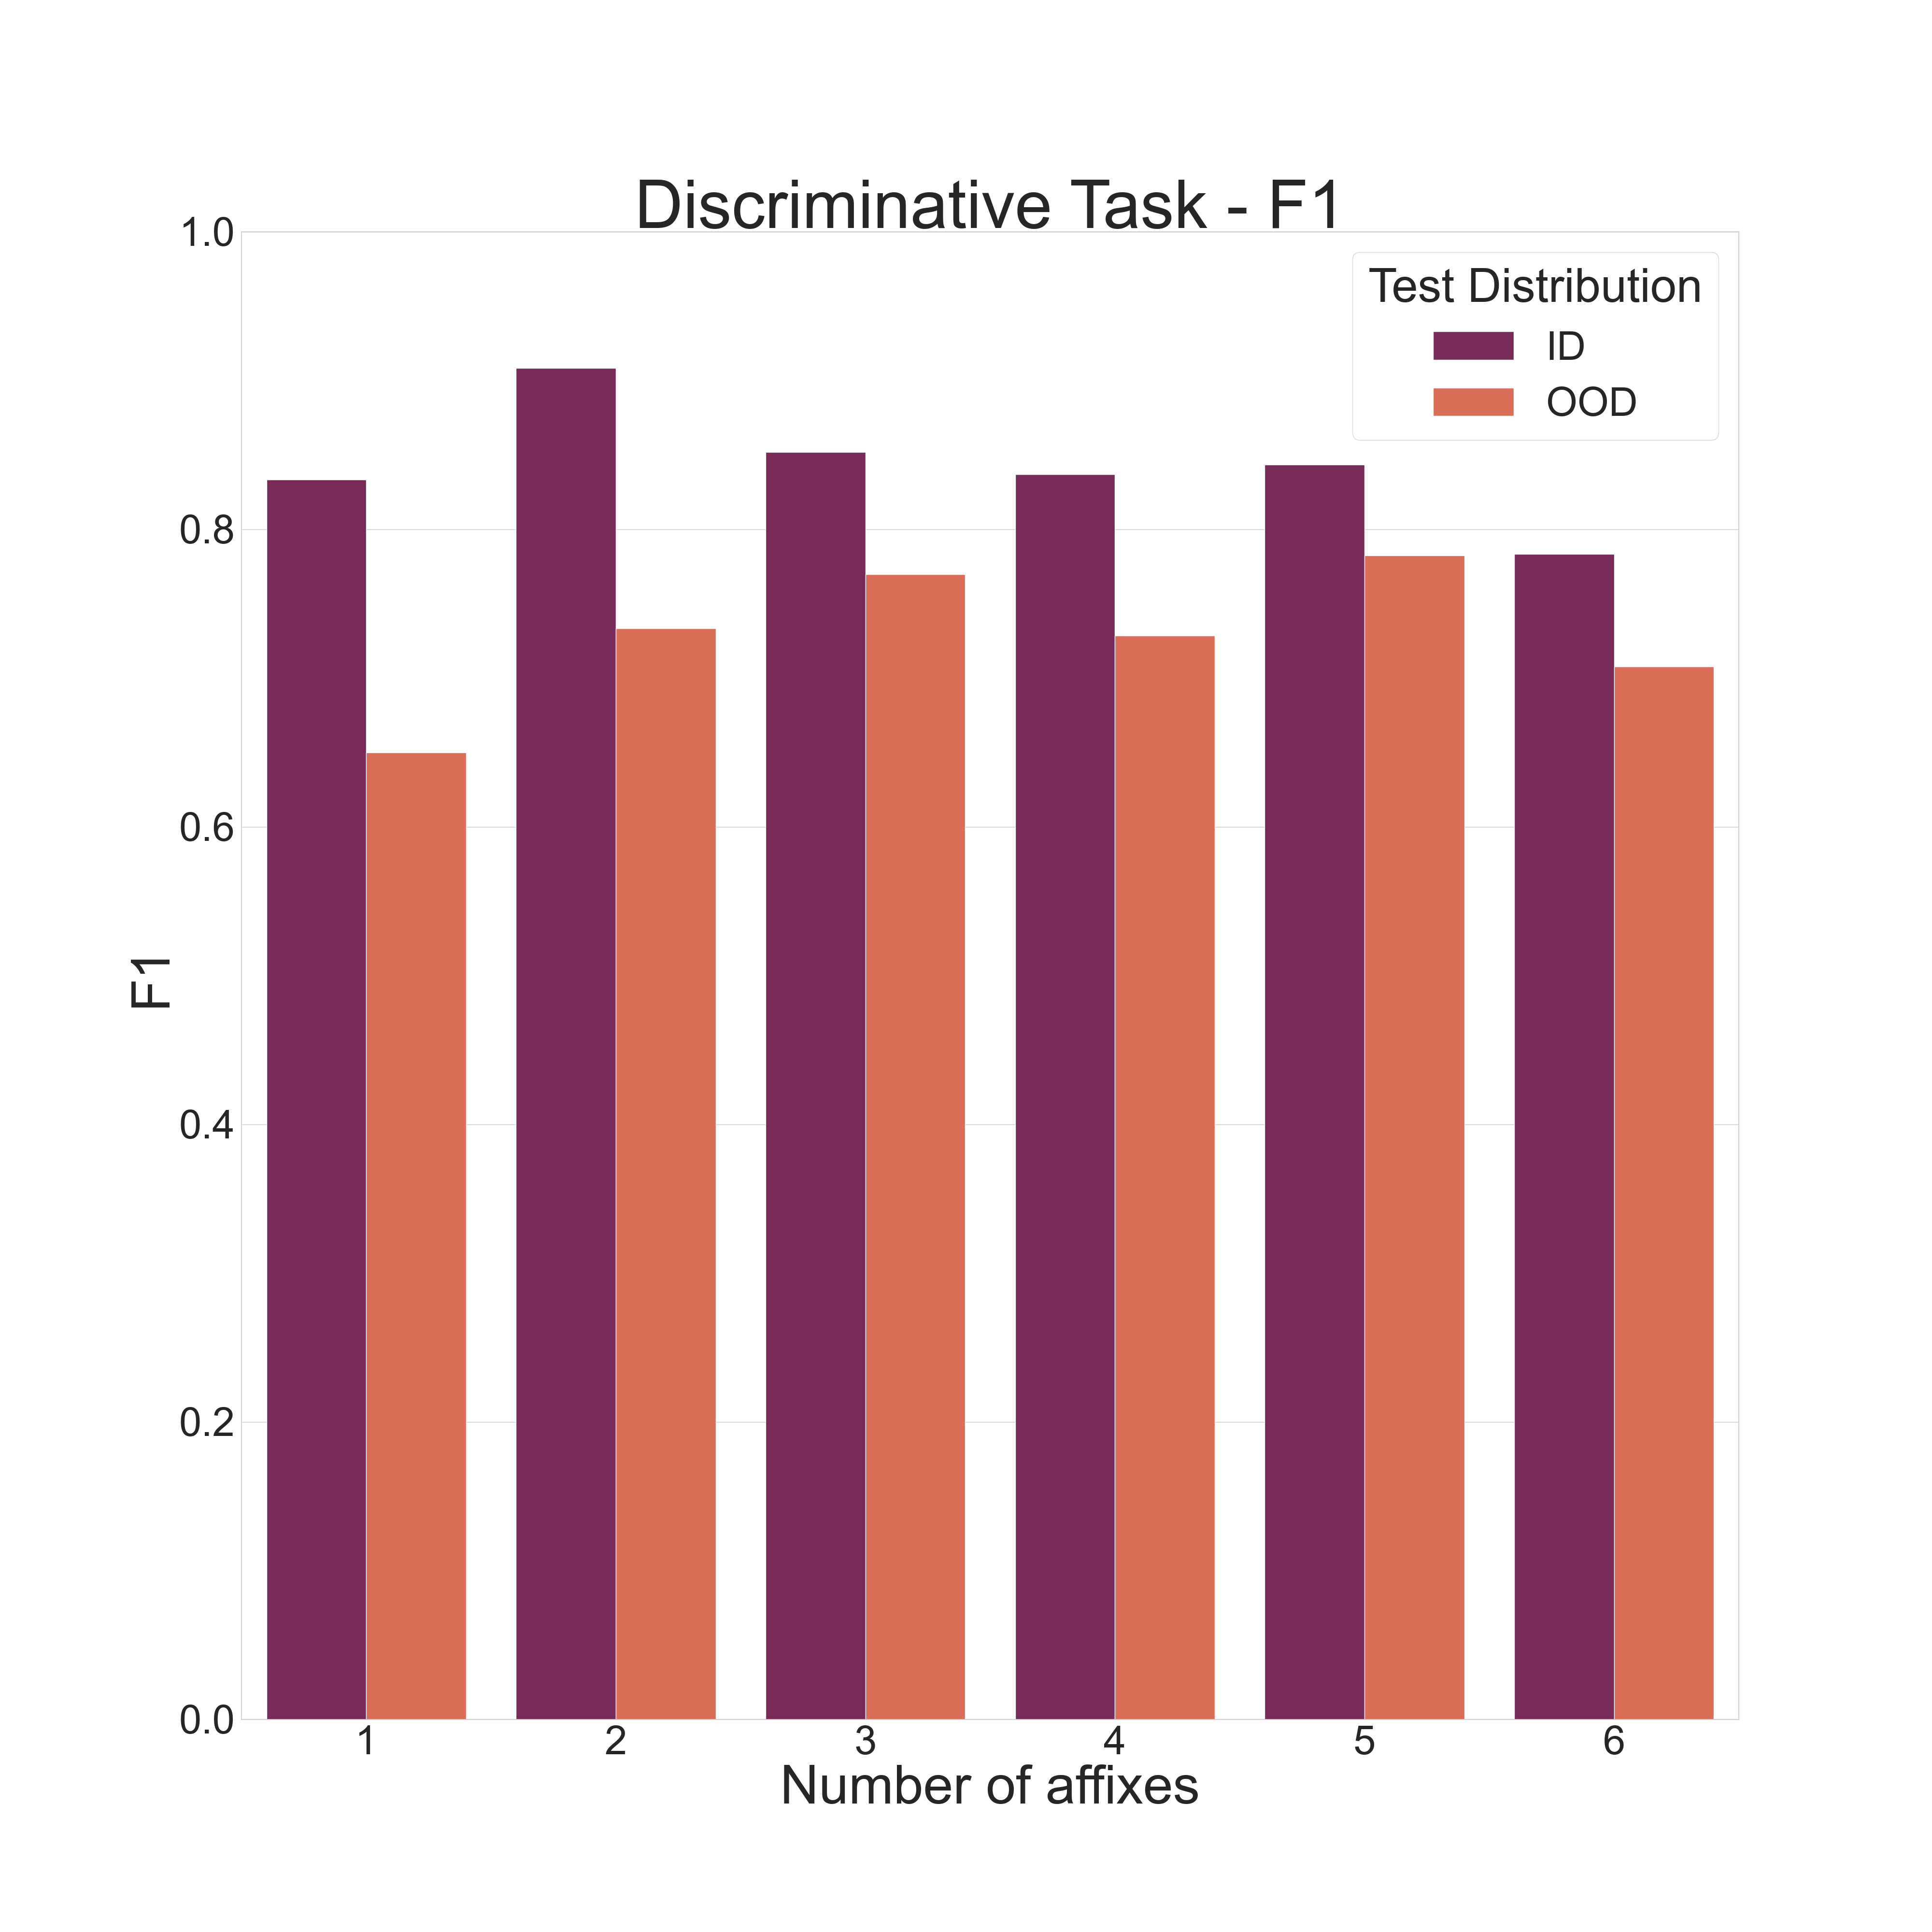 Discriminative Task - F1
Test Distribution
ID
OOD
1.0
0.8
0.6
0.4
0.2
0.0
F1
1 2 3 4 5 6
Number of affixes